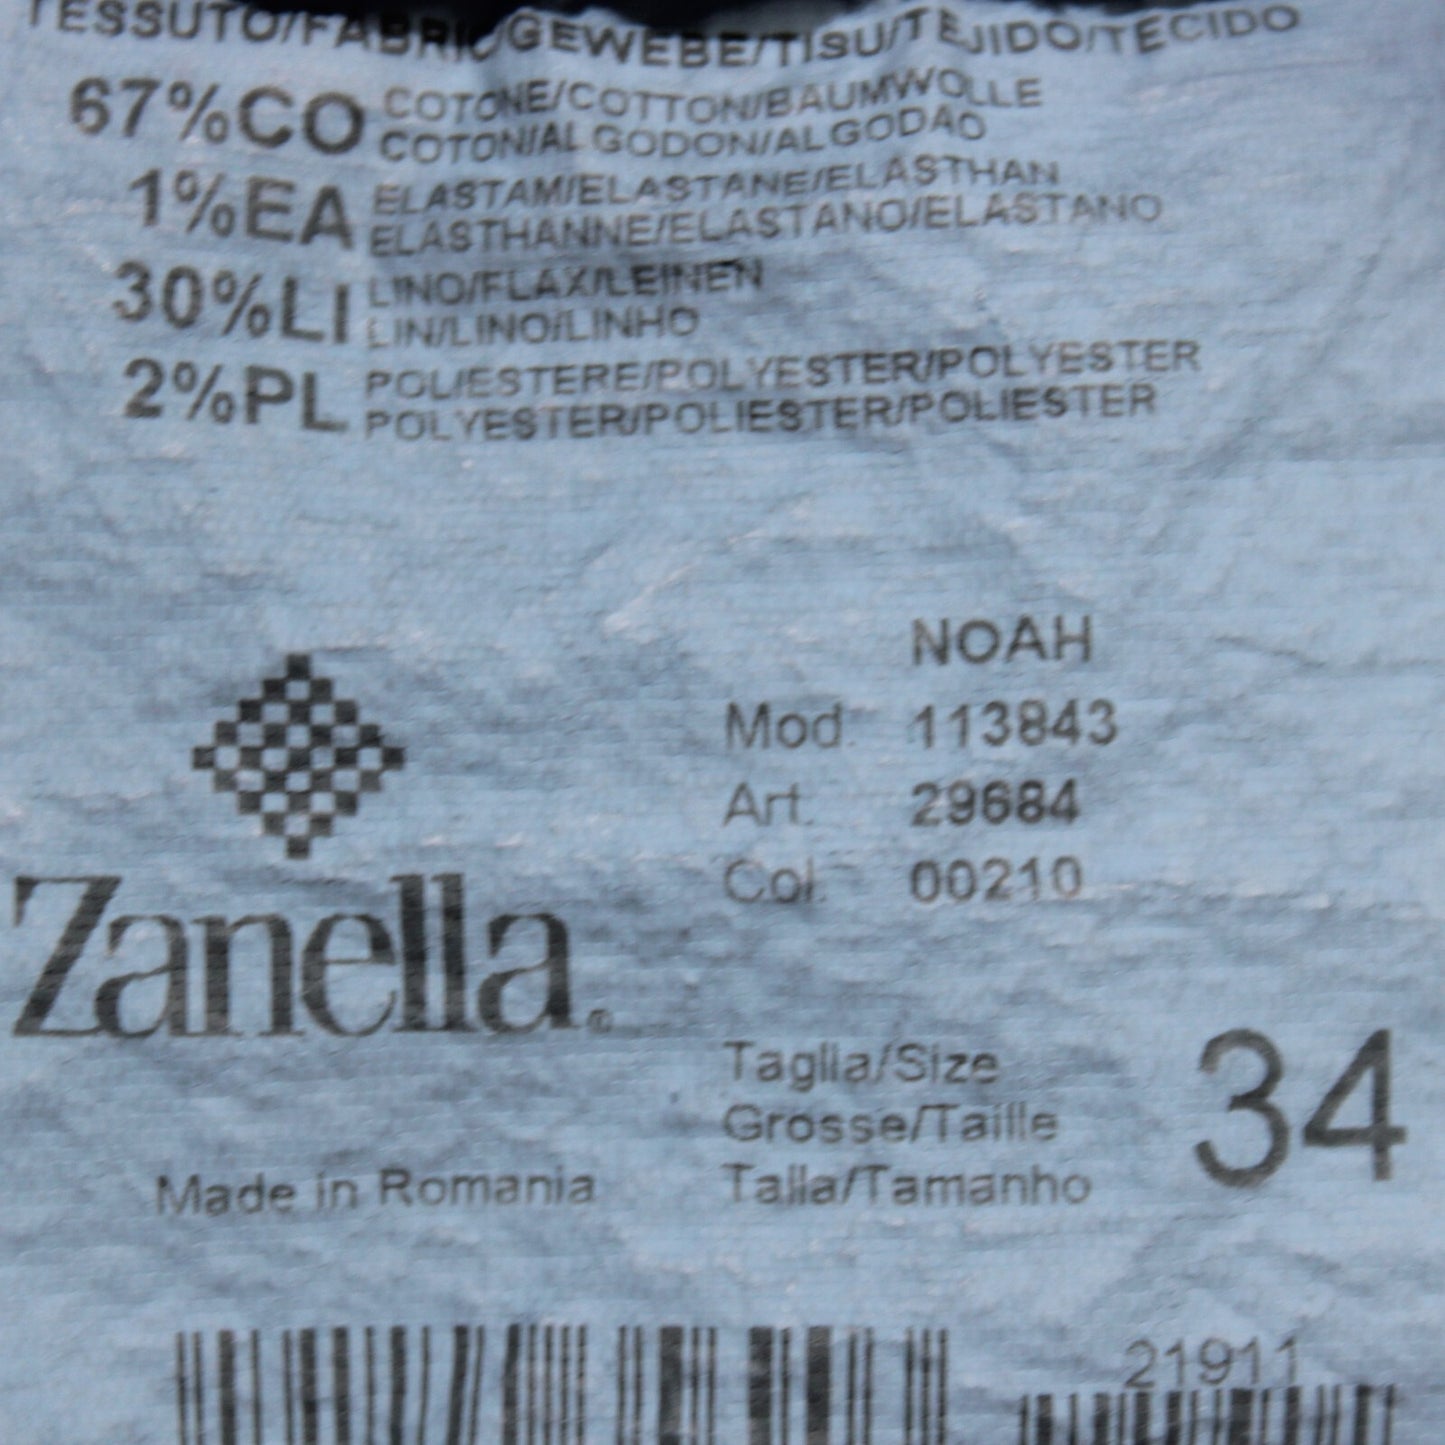 TESSUTO/FABRIC/GEWEBE/TISU/TEJIDO/TECIDO
67%CO COTONE/COTTON/BAUMWOLLE
COTON/ALGODON/ALGODAO
1%EA ELASTAM/ELASTANE/ELASTHAN
ELASTHANNE/ELASTANO/ELASTANO
30%LI LINO/FLAX/LEINEN
LIN/LINO/LINHO
2%PL POLIESTERE/POLYESTER/POLYESTER
POLYESTER/POLIESTER/POLIESTER
NOAH
Mod. 113843
Art. 29684
Col. 00210
Zanella®
Taglia/Size
Grosse/Taille
Talla/Tamanho
34
Made in Romania
21911